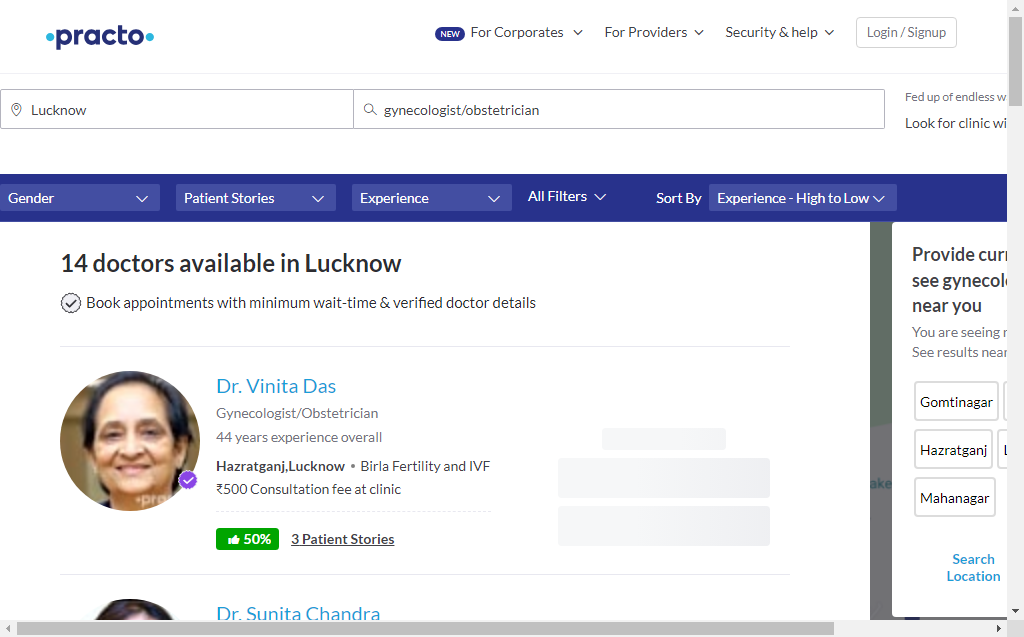 practo
NEW For Corporates
For Providers
Security & help
Login / Signup
Lucknow
gynecologist/obstetrician
Fed up of endless w
Look for clinic wi
Gender
Patient Stories
Experience
All Filters
Sort By
Experience - High to Low
14 doctors available in Lucknow
Book appointments with minimum wait-time & verified doctor details
Dr. Vinita Das
Gynecologist/Obstetrician
44 years experience overall
Hazratganj,Lucknow • Birla Fertility and IVF
₹500 Consultation fee at clinic
50%
3 Patient Stories
Dr. Sunita Chandra
Provide curr
see gynecol
near you
You are seeing r
See results near
Gomtinagar
Hazratganj
Mahanagar
Search
Location